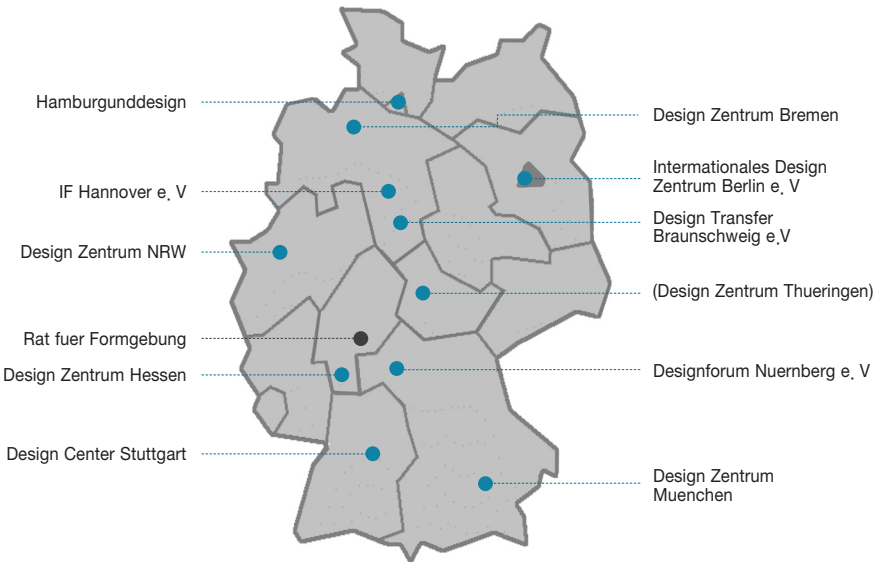 Hamburgunddesign
IF Hannover e. V
Design Zentrum NRW
Rat fuer Formgebung
Design Zentrum Hessen
Design Center Stuttgart
Design Zentrum Bremen
Intermationales Design
Zentrum Berlin e. V
Design Transfer
Braunschweig e.V
(Design Zentrum Thueringen)
Designforum Nuernberg e. V
Design Zentrum
Muenchen